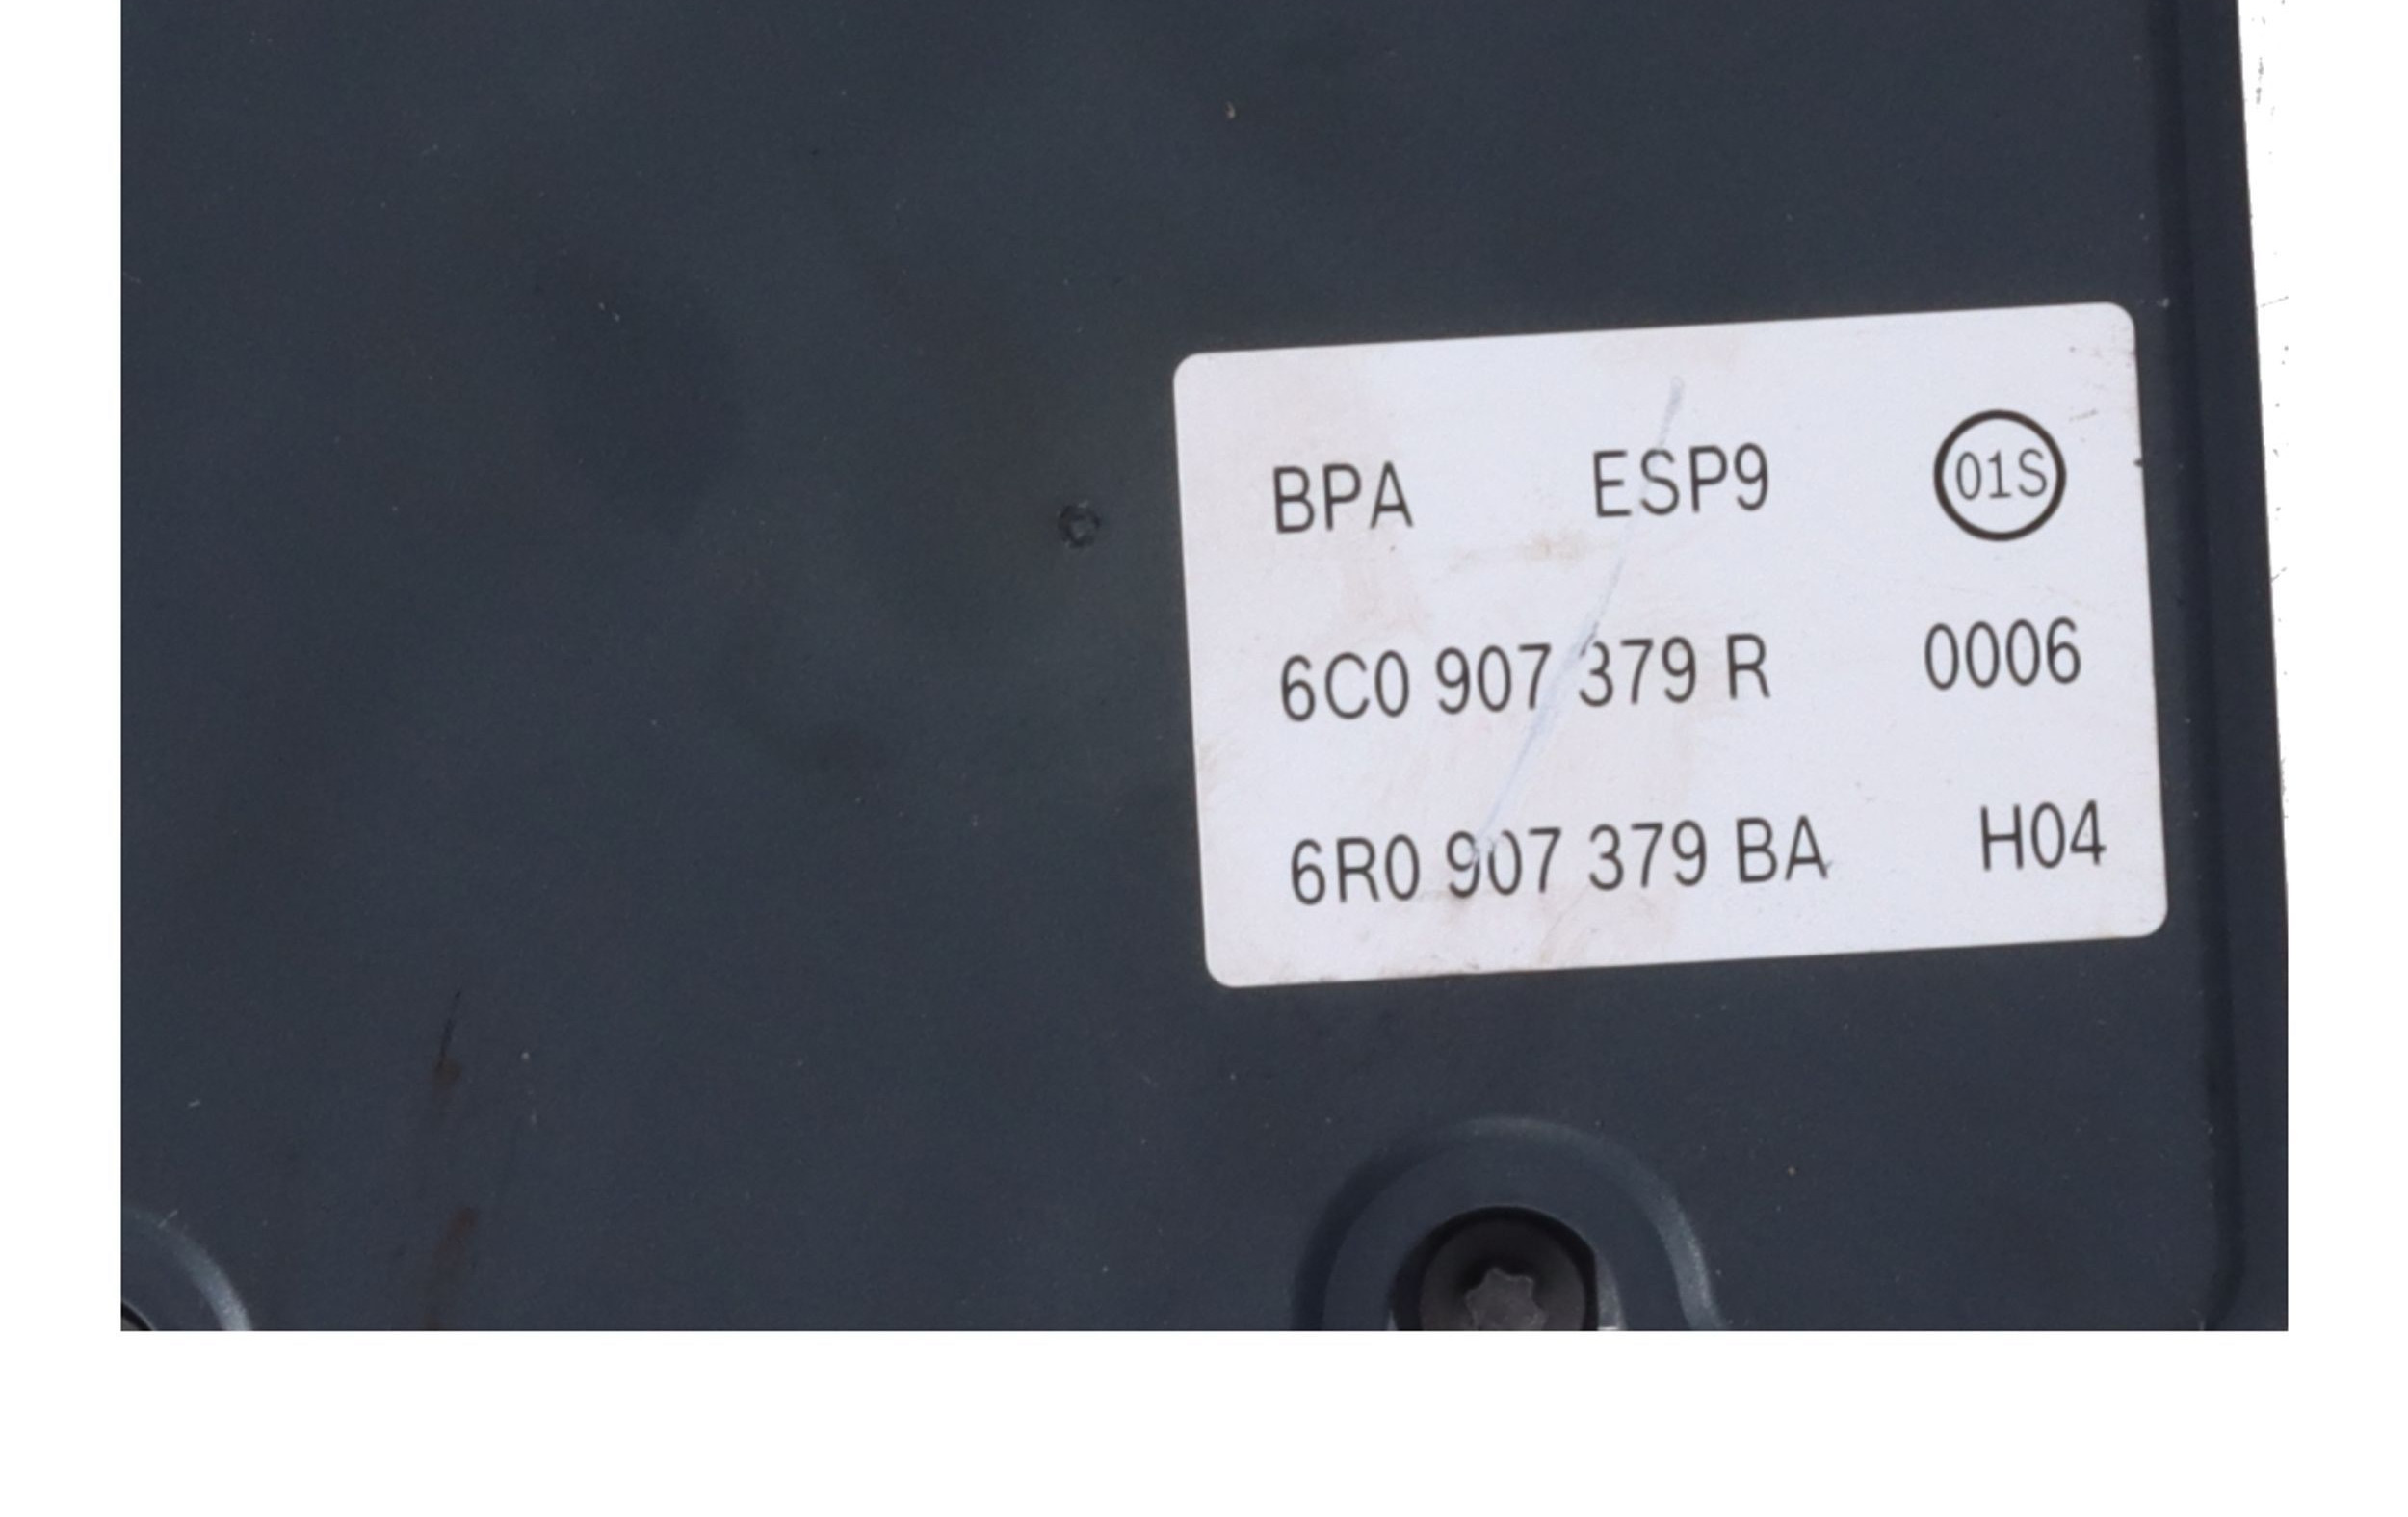 BPA ESP9 01S
6C0 907 379 R 0006
6R0 907 379 BA H04